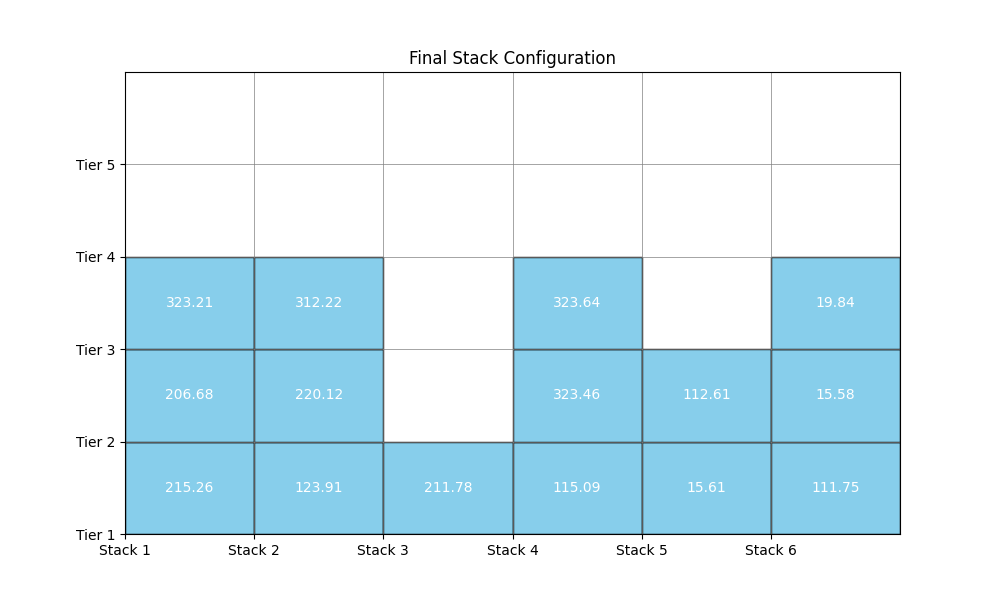 Final Stack Configuration
Tier 5
Tier 4
323.21 312.22 323.64 19.84
Tier 3
206.68 220.12 323.46 112.61 15.58
Tier 2
215.26 123.91 211.78 115.09 15.61 111.75
Tier 1
Stack 1 Stack 2 Stack 3 Stack 4 Stack 5 Stack 6